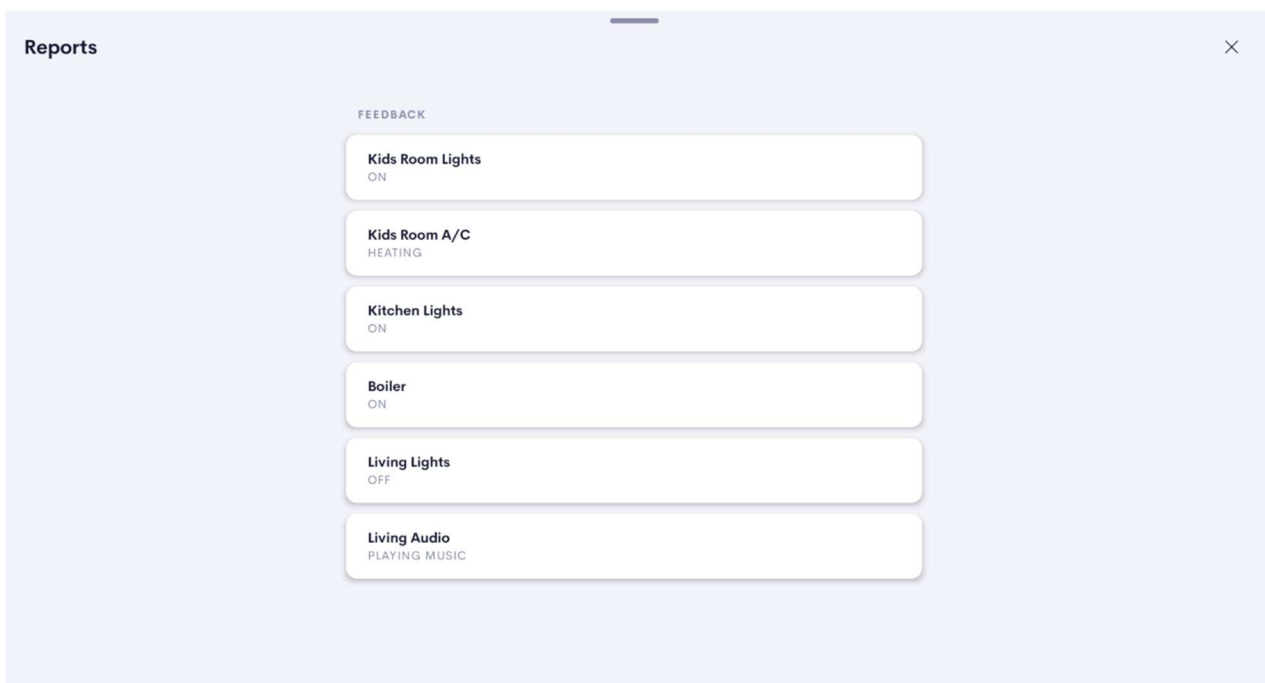 Reports
FEEDBACK
Kids Room Lights
ON
Kids Room A/C
HEATING
Kitchen Lights
ON
Boiler
ON
Living Lights
OFF
Living Audio
PLAYING MUSIC